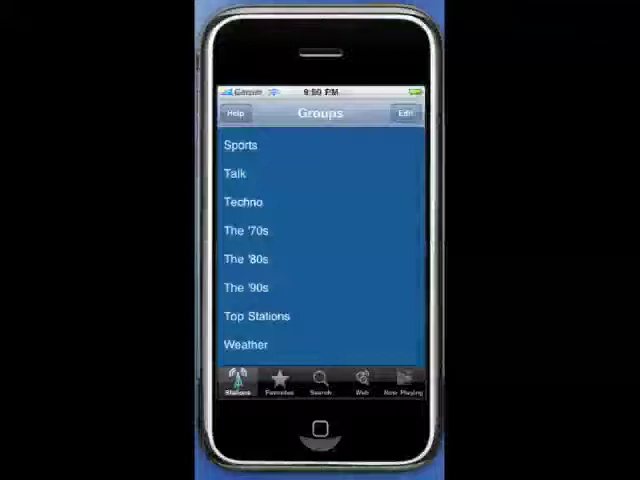 Carrier 9:50 PM
Help Groups Edit
Sports
Talk
Techno
The '70s
The '80s
The '90s
Top Stations
Weather
Stations Favorites Search Web Now Playing